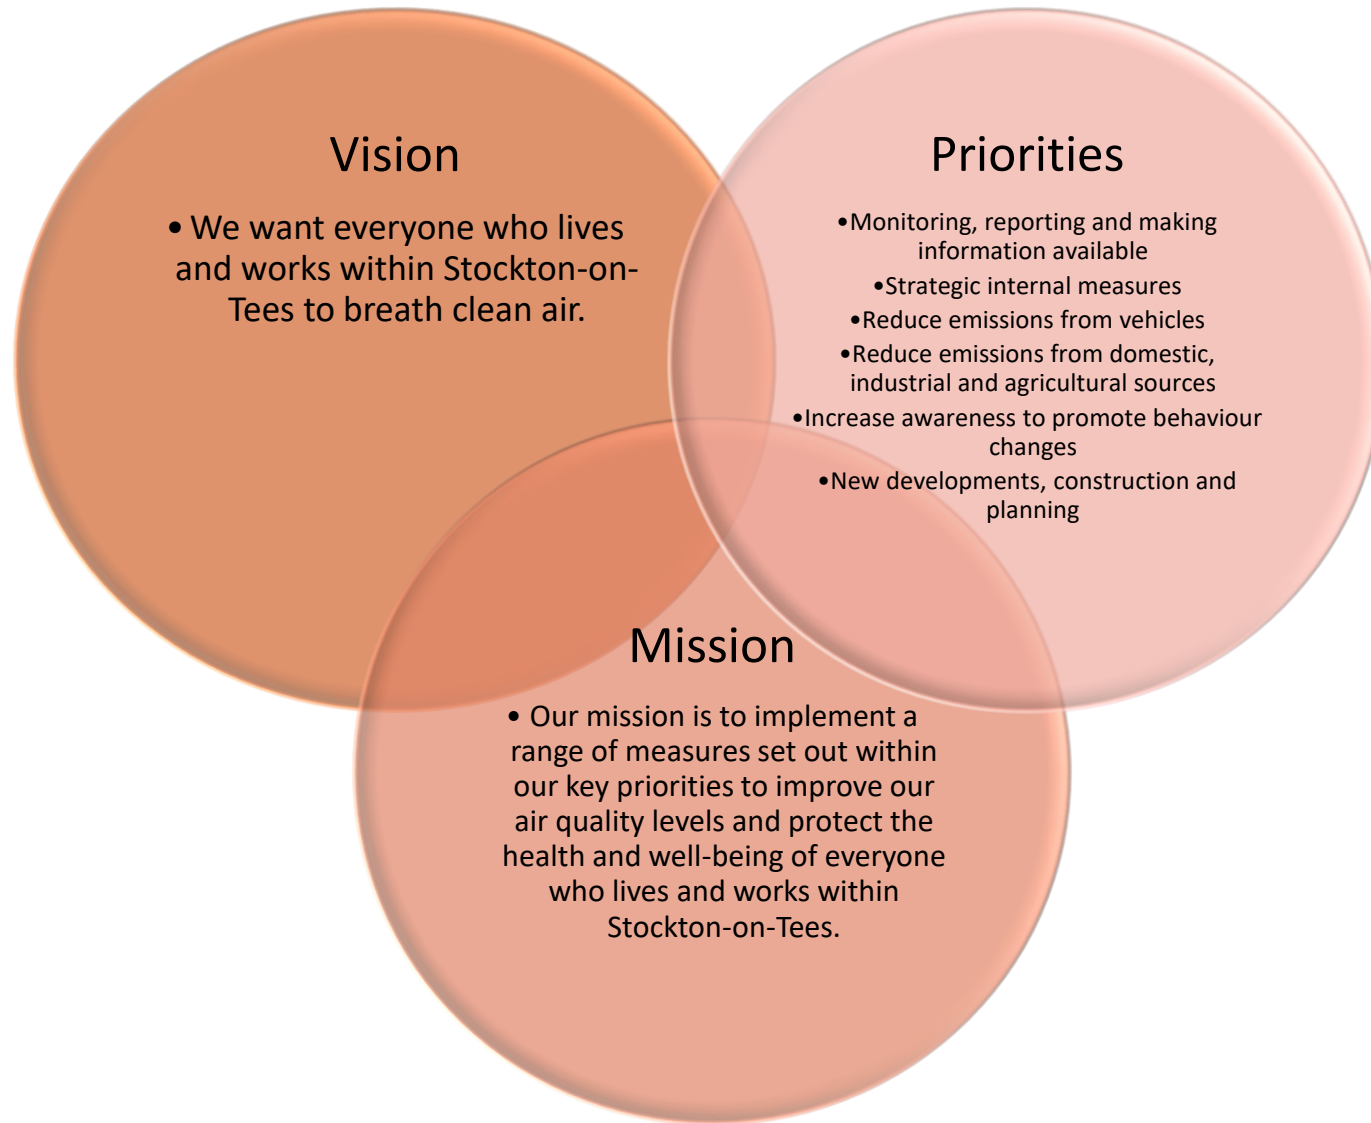 Vision
• We want everyone who lives
and works within Stockton-on-
Tees to breath clean air.
Priorities
•Monitoring, reporting and making
information available
•Strategic internal measures
•Reduce emissions from vehicles
•Reduce emissions from domestic,
industrial and agricultural sources
•Increase awareness to promote behaviour
changes
•New developments, construction and
planning
Mission
• Our mission is to implement a
range of measures set out within
our key priorities to improve our
air quality levels and protect the
health and well-being of everyone
who lives and works within
Stockton-on-Tees.